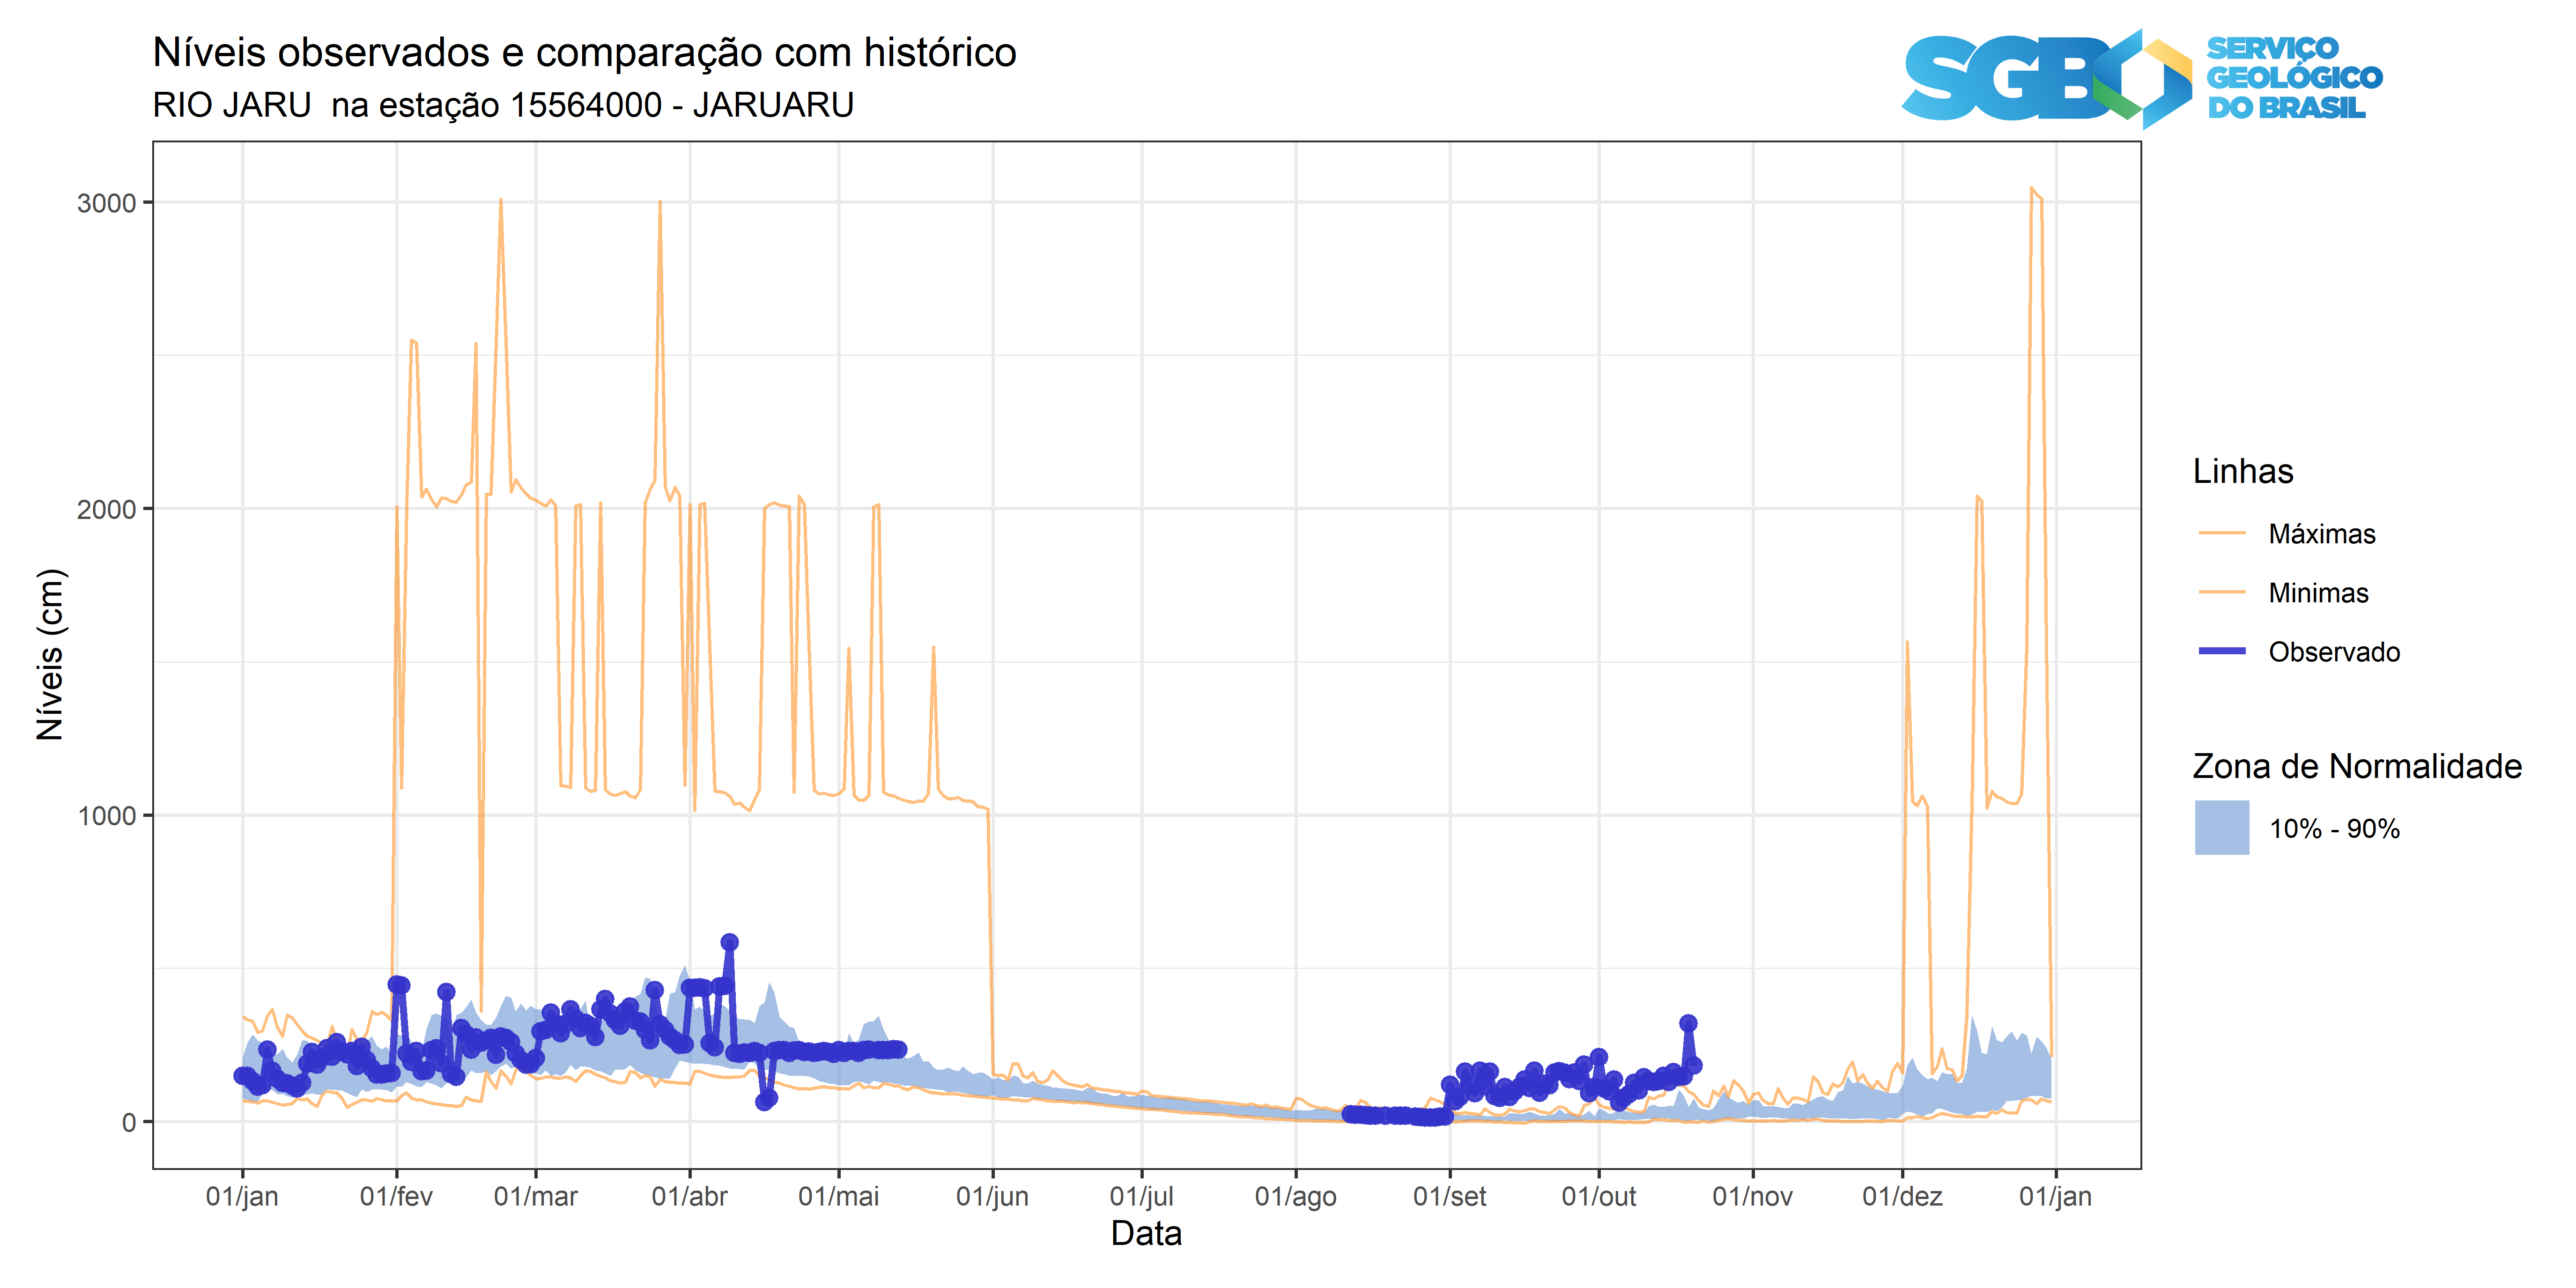 Níveis observados e comparação com histórico
RIO JARU  na estação 15564000 - JARUARU
SGB
SERVIÇO
GEOLÓGICO
DO BRASIL
Níveis (cm)
3000
2000
1000
0
01/jan
01/fev
01/mar
01/abr
01/mai
01/jun
01/jul
01/ago
01/set
01/out
01/nov
01/dez
01/jan
Data
Linhas
Máximas
Minimas
Observado
Zona de Normalidade
10% - 90%